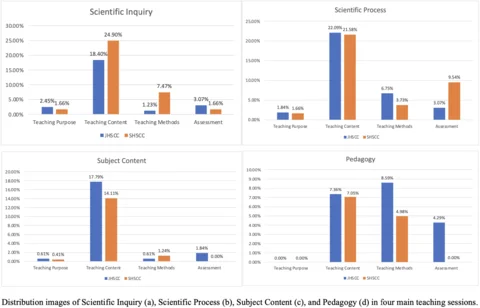 Scientific Inquiry
30.00%
25.00%
20.00%
15.00%
10.00%
5.00%
0.00%
2.45%
1.66%
18.40%
24.90%
1.23%
7.47%
3.07%
1.66%
Teaching Purpose
Teaching Content
Teaching Methods
Assessment
JHSCC
SHSCC
Scientific Process
25.00%
20.00%
15.00%
10.00%
5.00%
0.00%
1.84%
1.66%
22.09%
21.58%
6.75%
3.73%
3.07%
9.54%
Teaching Purpose
Teaching Content
Teaching Methods
Assessment
JHSCC
SHSCC
Subject Content
20.00%
18.00%
16.00%
14.00%
12.00%
10.00%
8.00%
6.00%
4.00%
2.00%
0.00%
0.61%
0.41%
17.79%
14.11%
0.61%
1.24%
1.84%
0.00%
Teaching Purpose
Teaching Content
Teaching Methods
Assessment
JHSCC
SHSCC
Pedagogy
10.00%
9.00%
8.00%
7.00%
6.00%
5.00%
4.00%
3.00%
2.00%
1.00%
0.00%
0.00%
0.00%
7.36%
7.05%
8.59%
4.98%
4.29%
0.00%
Teaching Purpose
Teaching Content
Teaching Methods
Assessment
JHSCC
SHSCC
Distribution images of Scientific Inquiry (a), Scientific Process (b), Subject Content (c), and Pedagogy (d) in four main teaching sessions.